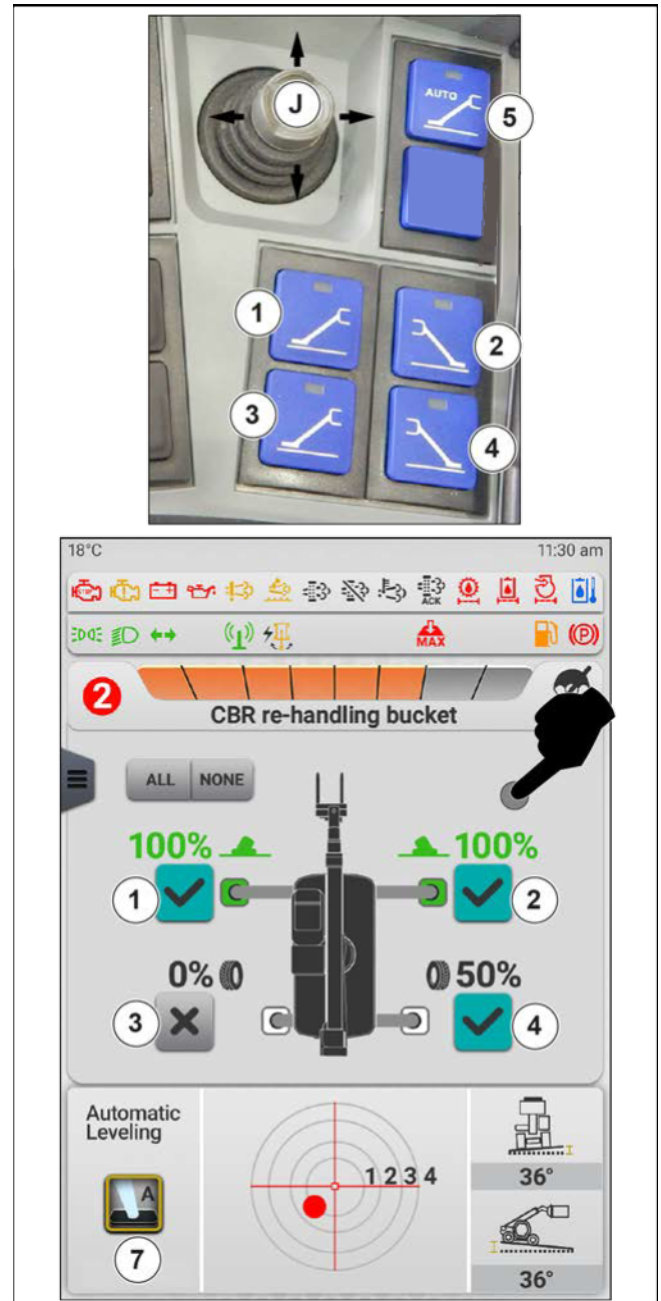 J
AUTO
5
1
2
3
4
18°C
11:30 am
STOP
ACK
MAX
P
2
CBR re-handling bucket
ALL NONE
100% 100%
1 2
0% 50%
3 4
Automatic
Leveling
A
7
1 2 3 4
36°
36°